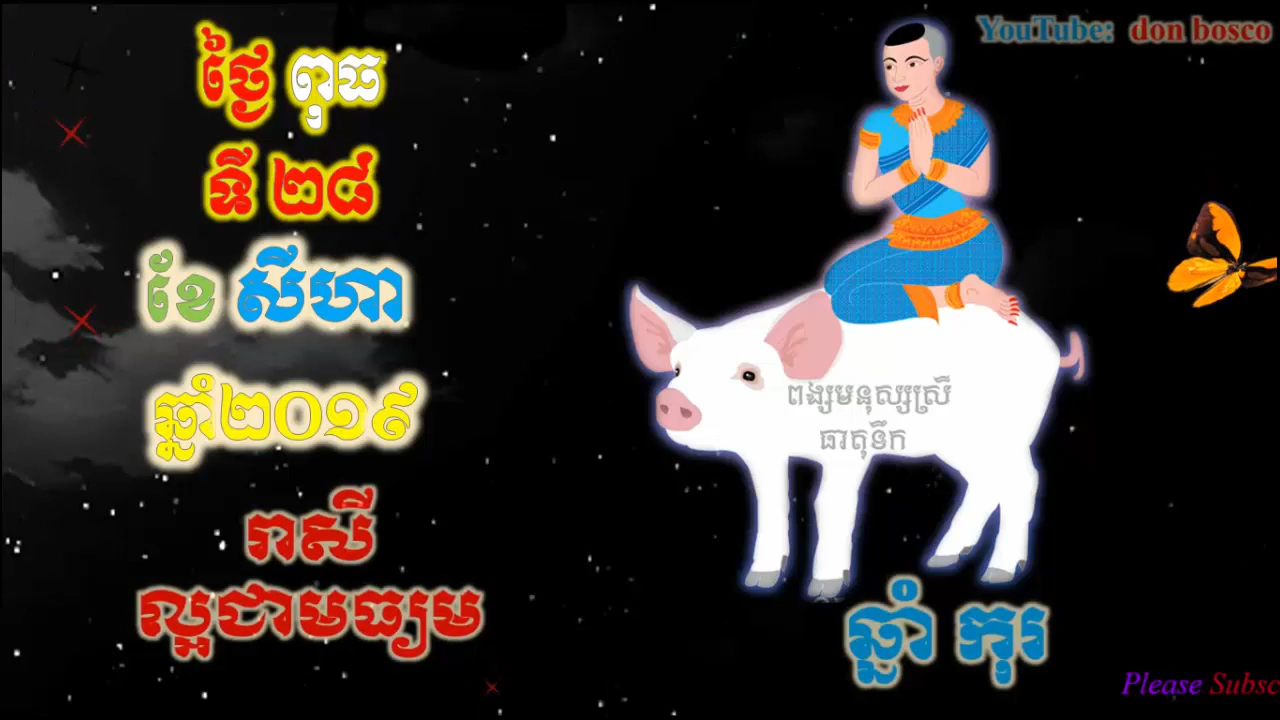 YouTube: don bosco
ថ្ងៃ ពុធ
ទី ២៨
ខែ សីហា
ឆ្នាំ២០១៩
រាសី
ល្អជាមធ្យម
ពង្សមនុស្សស្រី
ធាតុទឹក
ឆ្នាំ កុរ
Please Subsc